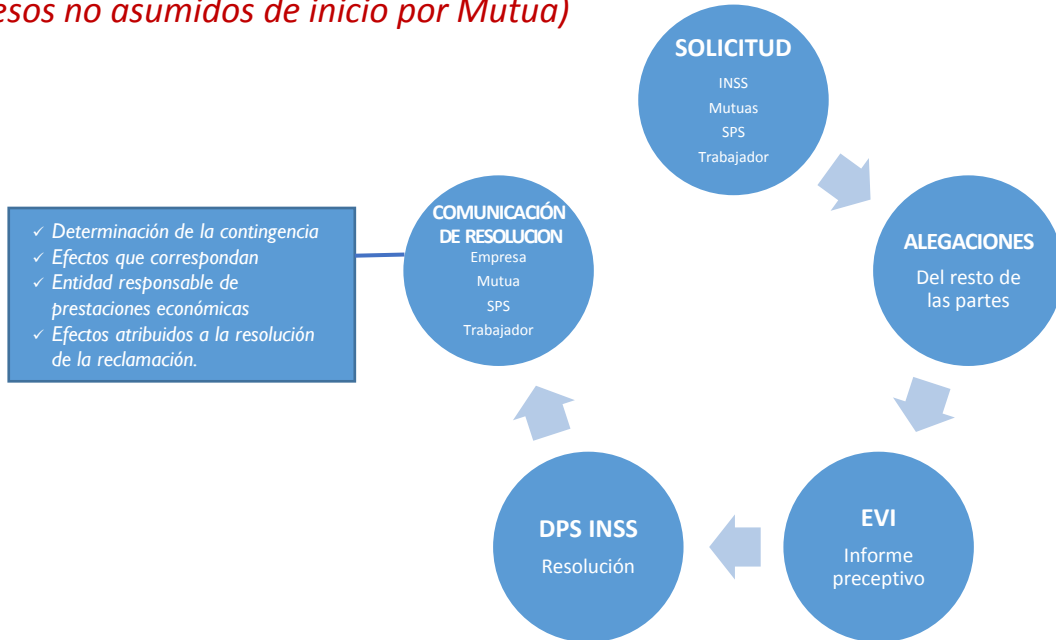 esos no asumidos de inicio por Mutua)
SOLICITUD
INSS
Mutuas
SPS
Trabajador
ALEGACIONES
Del resto de
las partes
EVI
Informe
preceptivo
DPS INSS
Resolución
COMUNICACIÓN
DE RESOLUCION
Empresa
Mutua
SPS
Trabajador
✓ Determinación de la contingencia
✓ Efectos que correspondan
✓ Entidad responsable de
prestaciones económicas
✓ Efectos atribuidos a la resolución
de la reclamación.